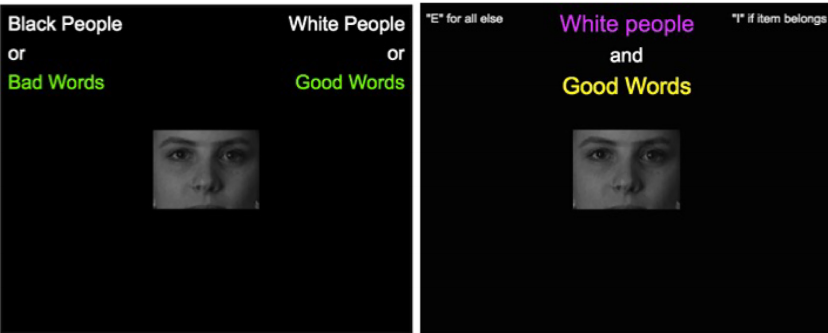 Black People
or
Bad Words
White People
or
Good Words
"E" for all else
White people
and
Good Words
"I" if item belongs